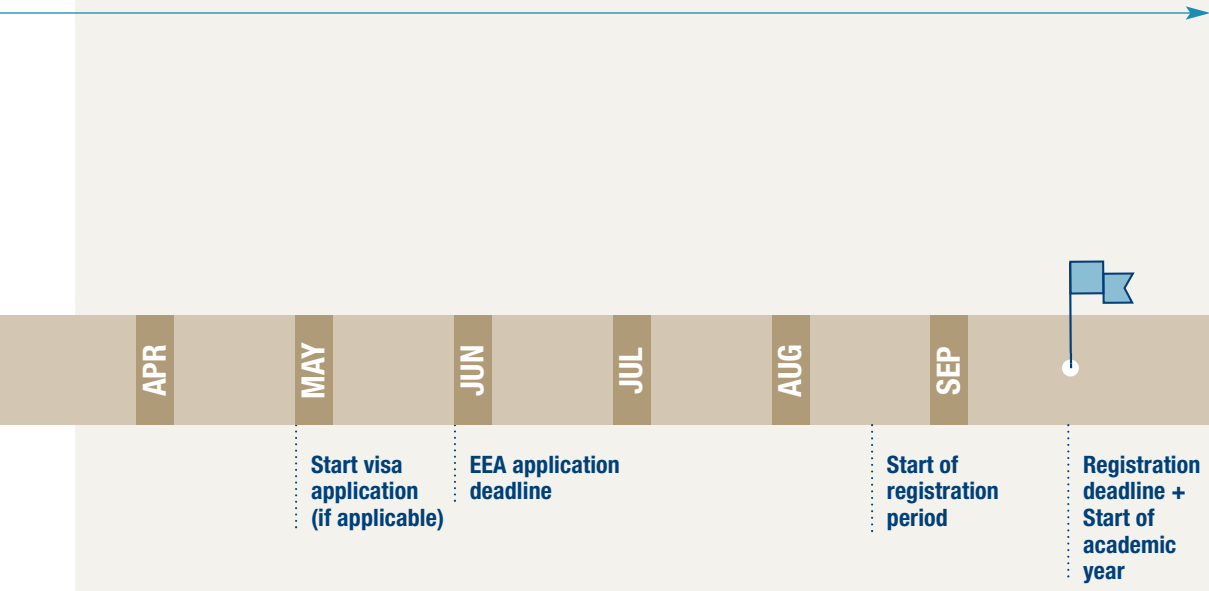 APR
MAY
JUN
JUL
AUG
SEP
Start visa
application
(if applicable)
EEA application
deadline
Start of
registration
period
Registration
deadline +
Start of
academic
year